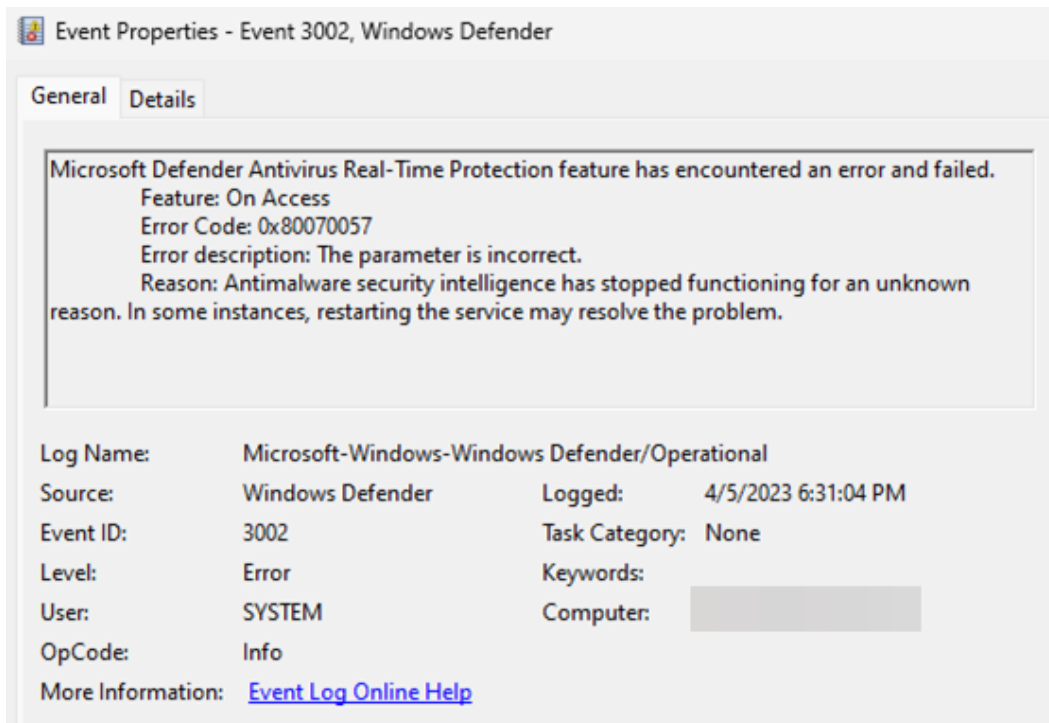 Event Properties - Event 3002, Windows Defender
General Details
Microsoft Defender Antivirus Real-Time Protection feature has encountered an error and failed.
Feature: On Access
Error Code: 0x80070057
Error description: The parameter is incorrect.
Reason: Antimalware security intelligence has stopped functioning for an unknown
reason. In some instances, restarting the service may resolve the problem.
Log Name: Microsoft-Windows-Windows Defender/Operational
Source: Windows Defender Logged: 4/5/2023 6:31:04 PM
Event ID: 3002 Task Category: None
Level: Error Keywords:
User: SYSTEM Computer:
OpCode: Info
More Information: Event Log Online Help